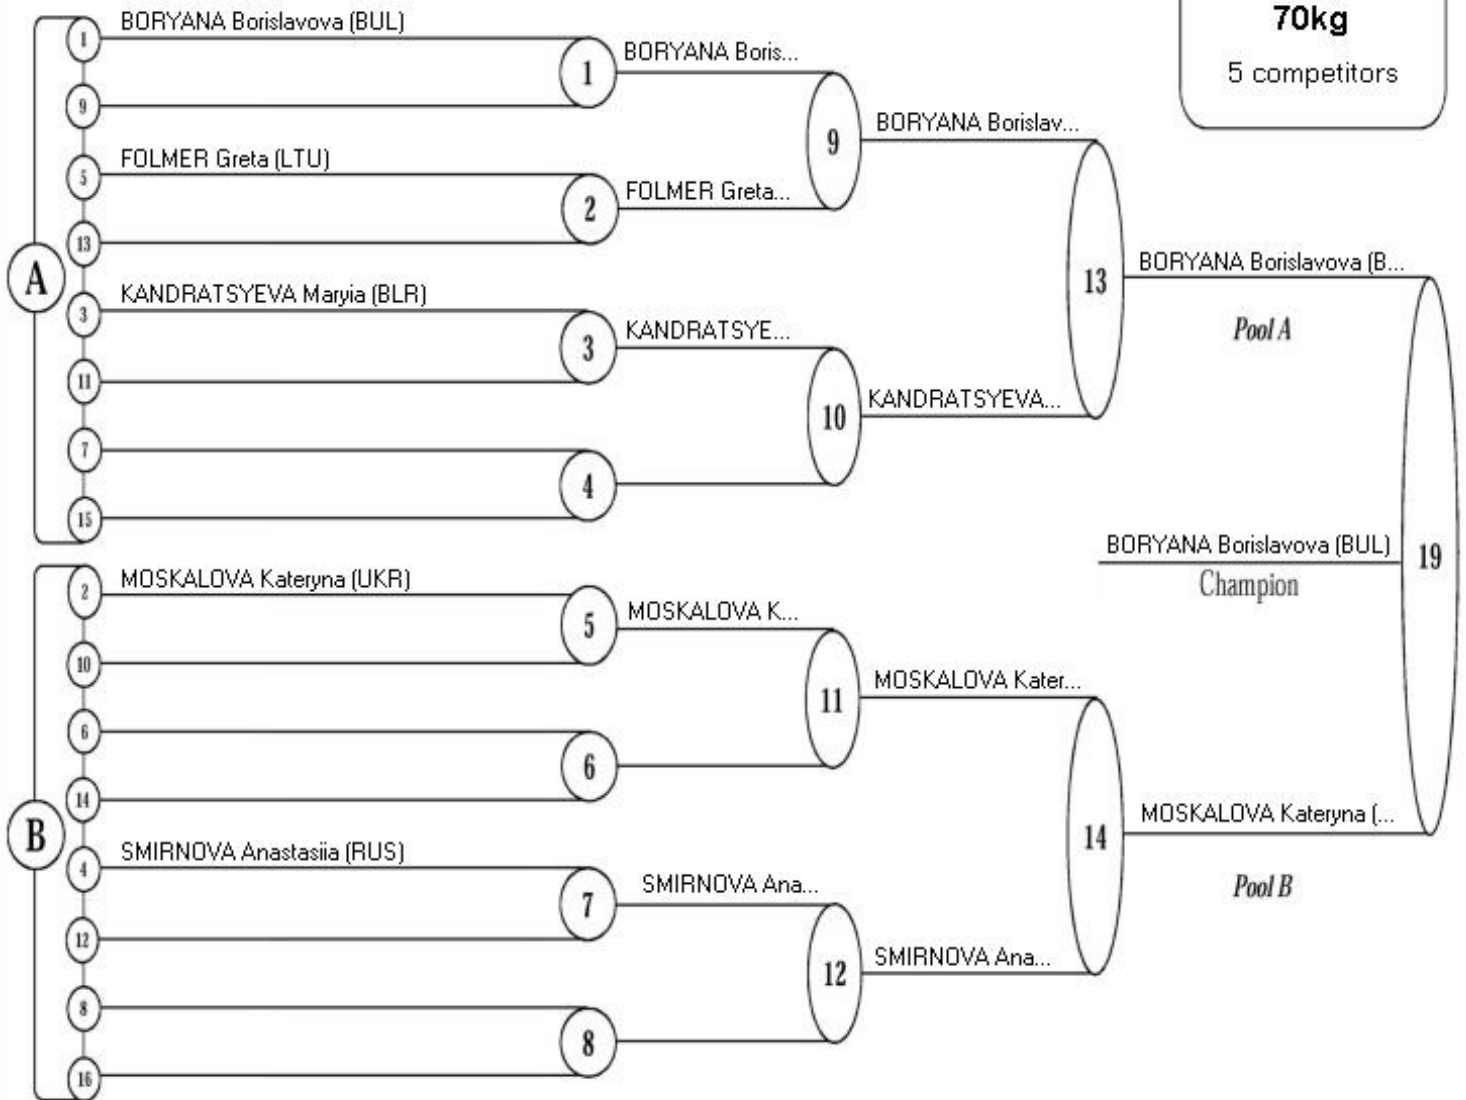 70kg
5 competitors
A
1
BORYANA Borislavova (BUL)
9
1
BORYANA Boris...
5
FOLMER Greta (LTU)
13
2
FOLMER Greta...
9
BORYANA Borislav...
3
KANDRATSYEVA Maryia (BLR)
11
3
KANDRATSYE...
7
15
4
10
KANDRATSYEVA...
13
BORYANA Borislavova (B...
Pool A
B
2
MOSKALOVA Kateryna (UKR)
10
5
MOSKALOVA K...
6
14
6
11
MOSKALOVA Kater...
4
SMIRNOVA Anastasiia (RUS)
12
7
SMIRNOVA Ana...
8
16
8
12
SMIRNOVA Ana...
14
MOSKALOVA Kateryna (...
Pool B
19
BORYANA Borislavova (BUL)
Champion